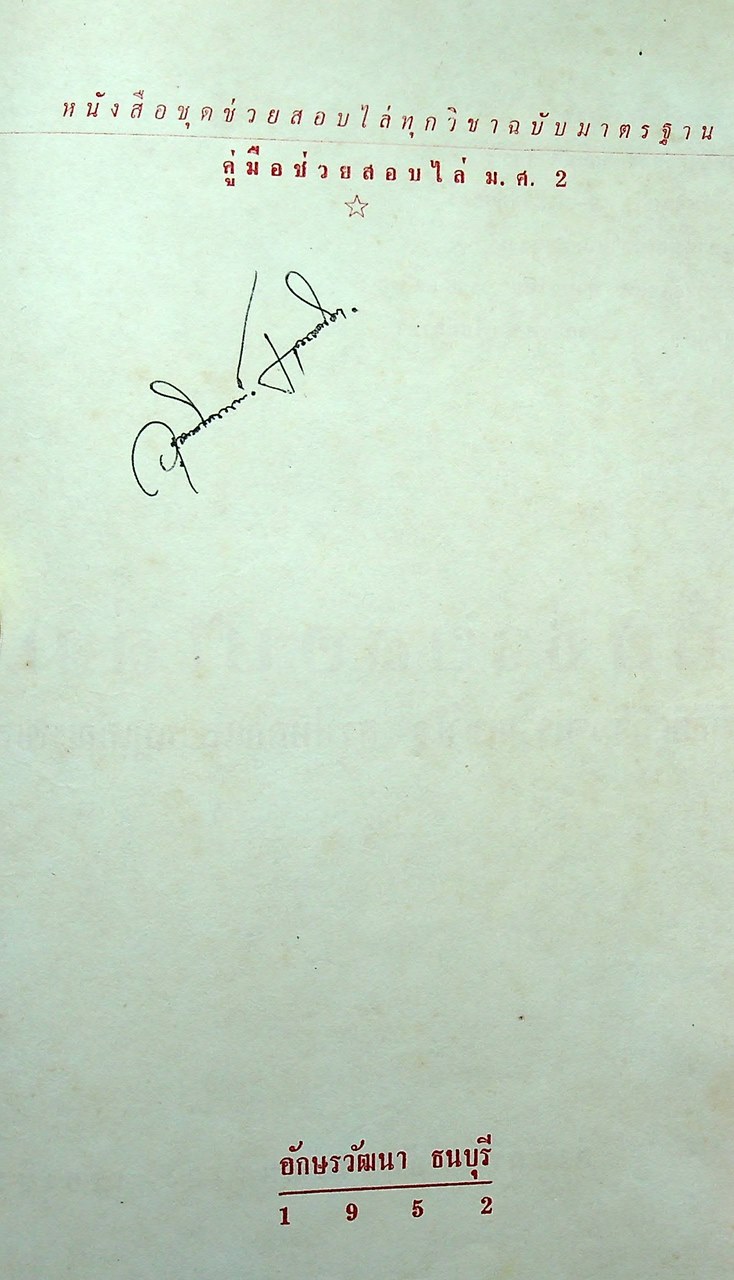 หนังสือชุดช่วยสอบไล่ทุกวิชาฉบับมาตรฐาน
คู่มือช่วยสอบไล่ ม. ศ. 2
อักษรวัฒนา ธนบุรี
1 9 5 2